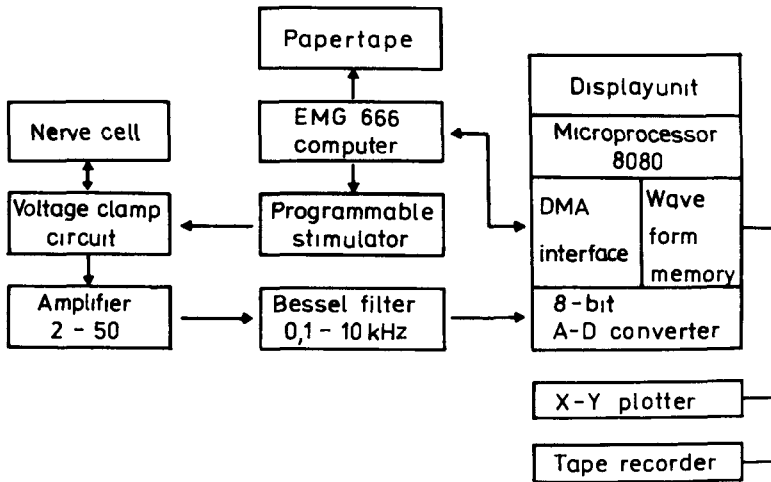 Papertape
EMG 666
computer
Nerve cell
Voltage clamp
circuit
Programmable
stimulator
Amplifier
2 - 50
Bessel filter
0,1 - 10 kHz
Displayunit
Microprocessor
8080
DMA
interface
Wave
form
memory
8-bit
A-D converter
X-Y plotter
Tape recorder